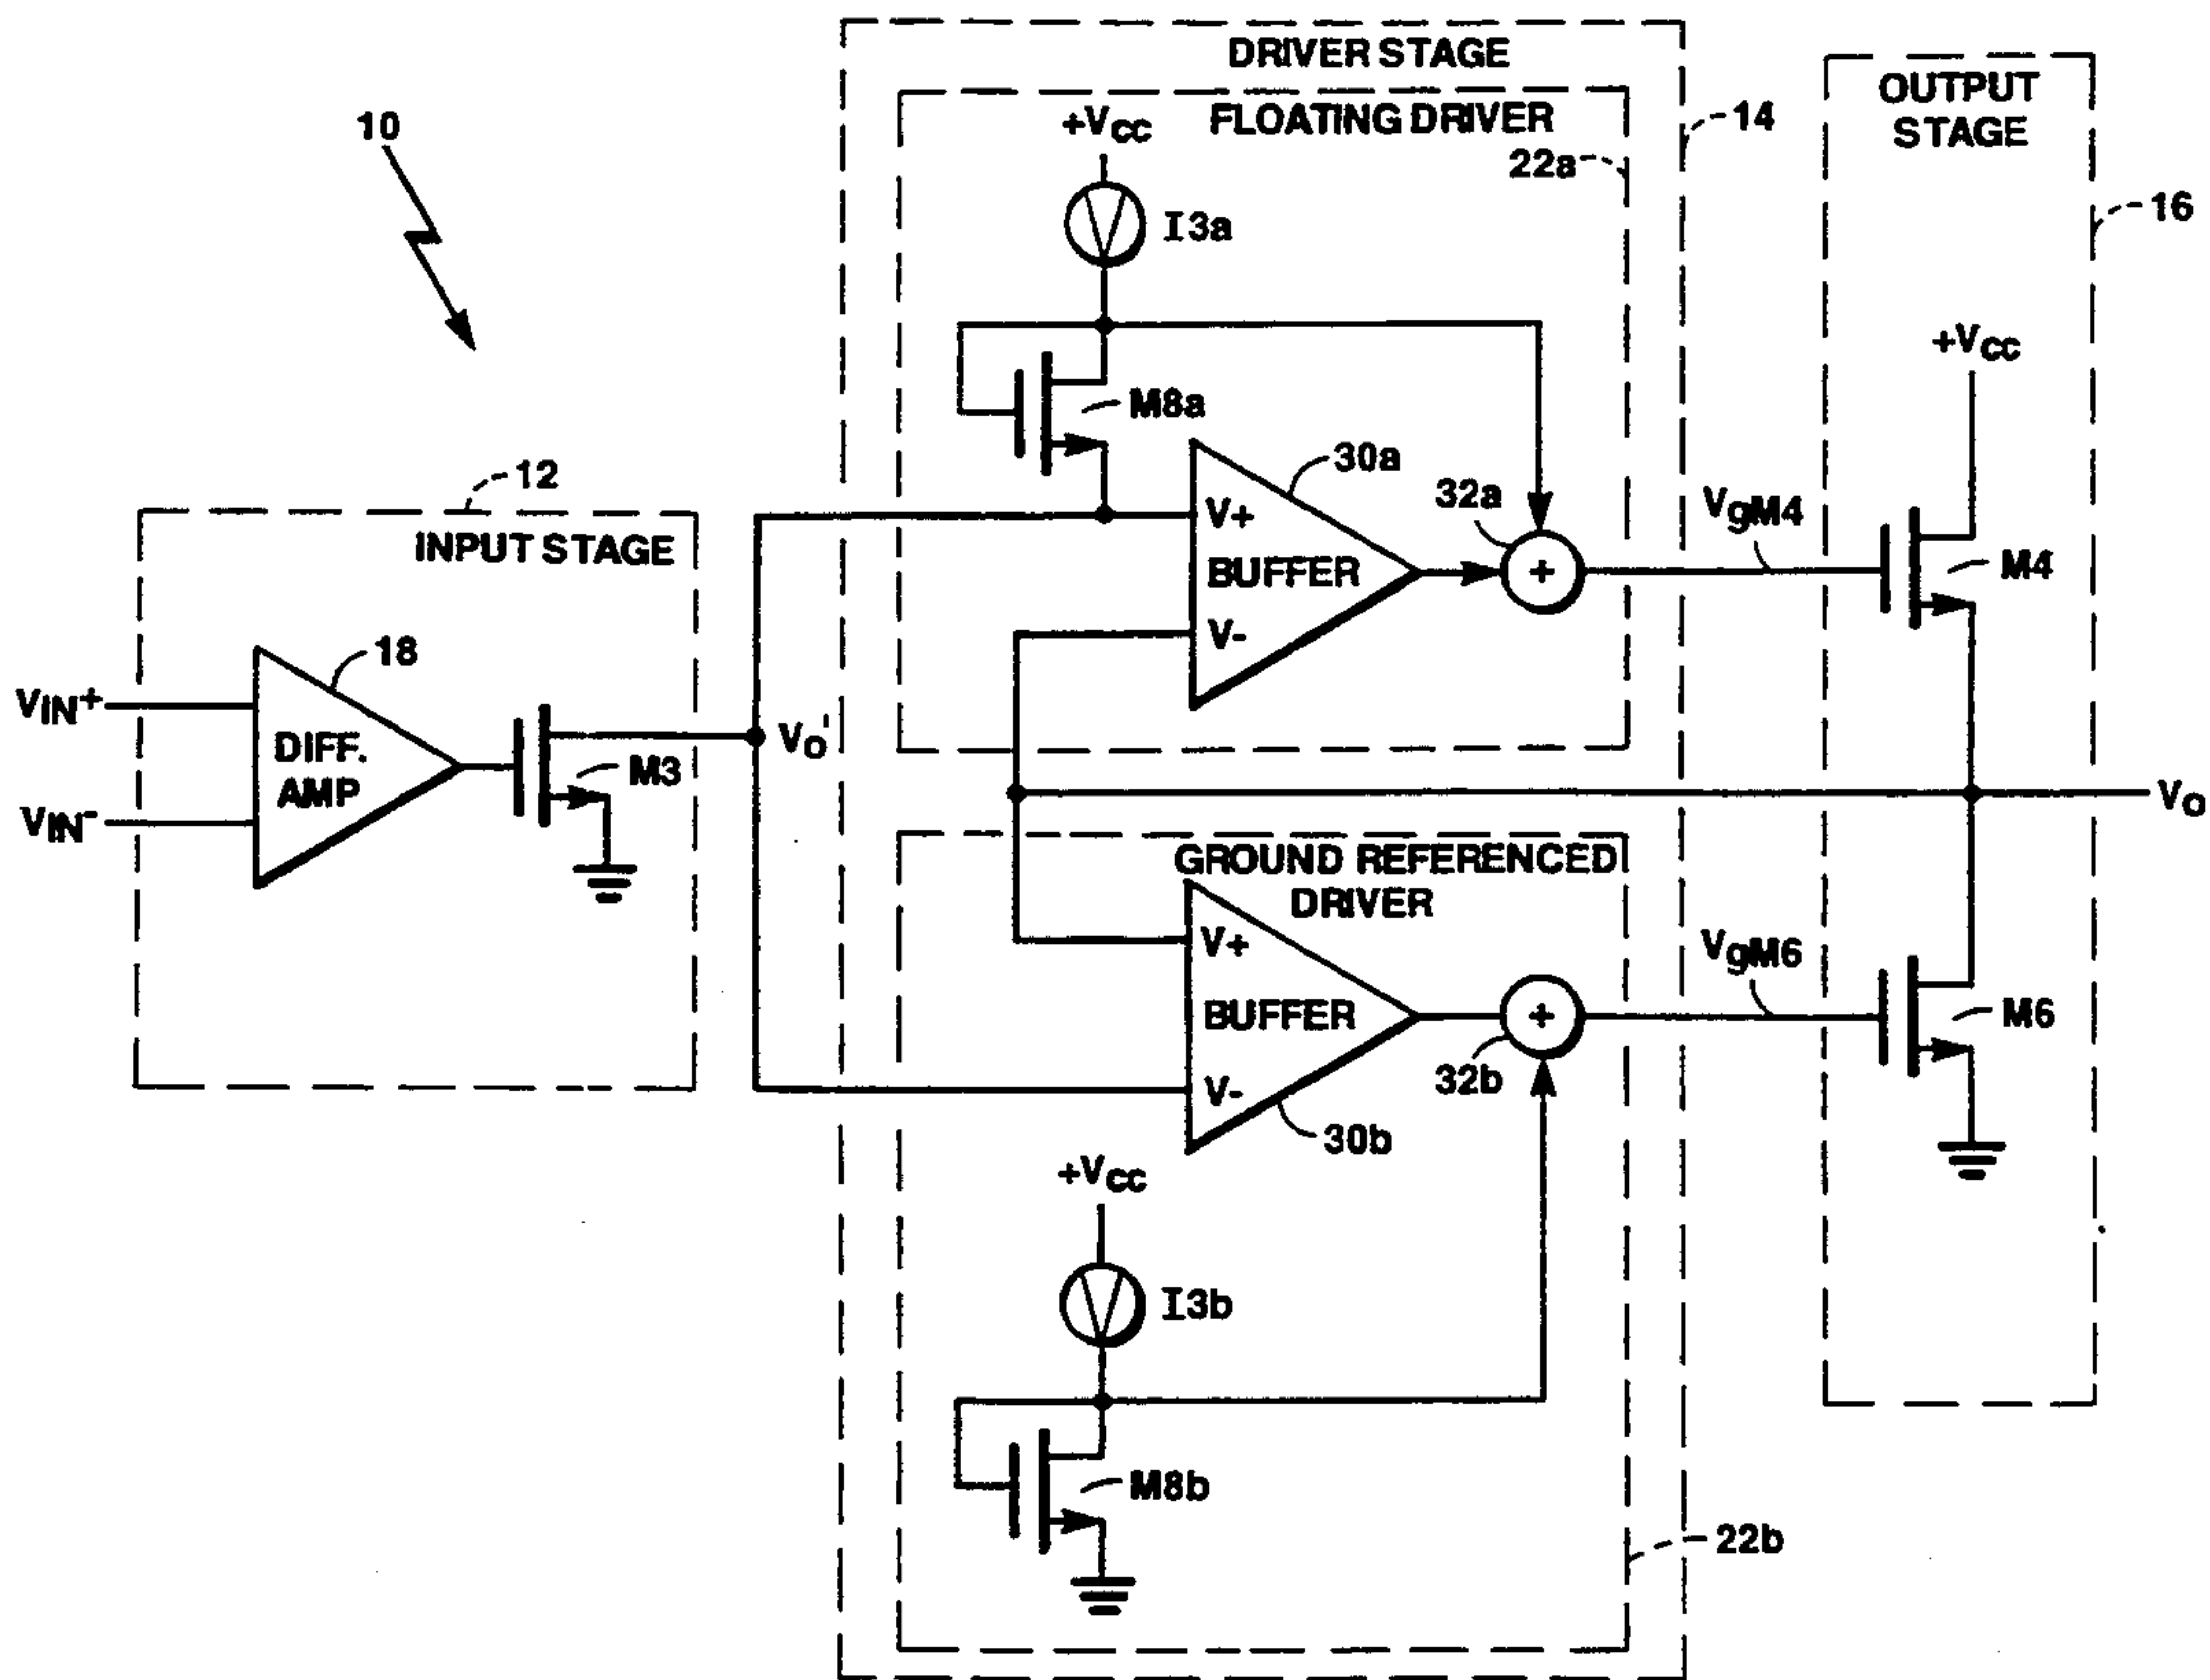 DRIVER STAGE
FLOATING DRIVER
22a
14
OUTPUT
STAGE
16
10
+Vcc
I3a
M8a
30a
V+
BUFFER
V-
32a
+
VgM4
+Vcc
M4
12
INPUT STAGE
18
VIN+
VIN-
DIFF.
AMP
M3
Vo'
Vo
GROUND REFERENCED
DRIVER
V+
BUFFER
V-
30b
+
32b
VgM6
M6
+Vcc
I3b
M8b
22b